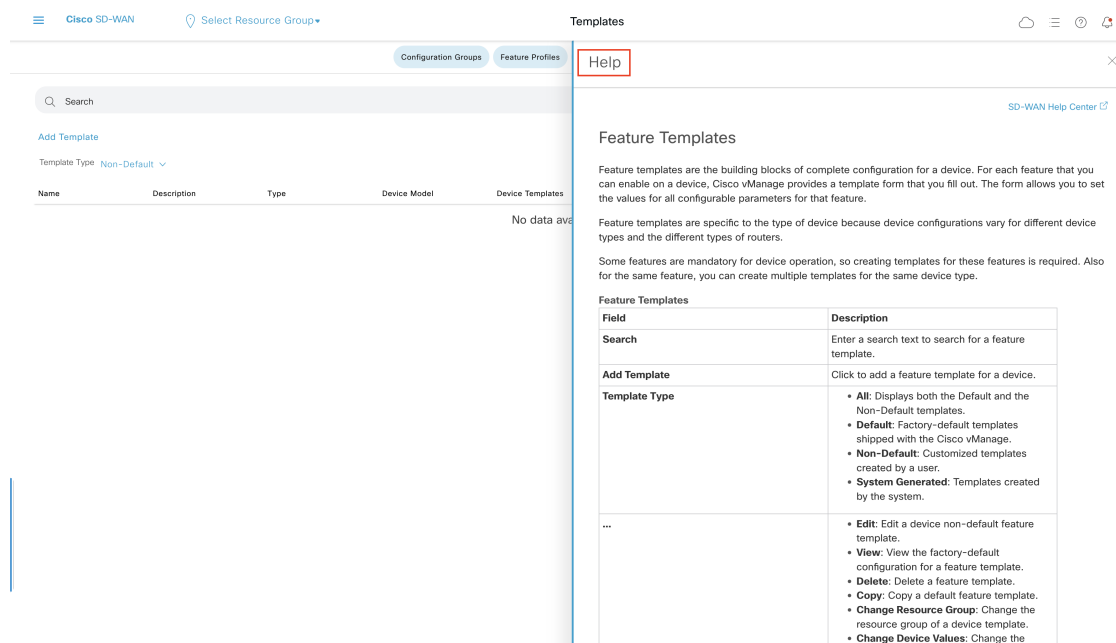 Cisco SD-WAN
Select Resource Group▾
Templates
Configuration Groups
Feature Profiles
Search
Add Template
Template Type Non-Default
Name Description Type Device Model Device Templates
No data ava
Help
SD-WAN Help Center
Feature Templates
Feature templates are the building blocks of complete configuration for a device. For each feature that you
can enable on a device, Cisco vManage provides a template form that you fill out. The form allows you to set
the values for all configurable parameters for that feature.
Feature templates are specific to the type of device because device configurations vary for different device
types and the different types of routers.
Some features are mandatory for device operation, so creating templates for these features is required. Also
for the same feature, you can create multiple templates for the same device type.
Feature Templates
Field Description
Search Enter a search text to search for a feature
template.
Add Template Click to add a feature template for a device.
Template Type • All: Displays both the Default and the
Non-Default templates.
• Default: Factory-default templates
shipped with the Cisco vManage.
• Non-Default: Customized templates
created by a user.
• System Generated: Templates created
by the system.
... • Edit: Edit a device non-default feature
template.
• View: View the factory-default
configuration for a feature template.
• Delete: Delete a feature template.
• Copy: Copy a default feature template.
• Change Resource Group: Change the
resource group of a device template.
• Change Device Values: Change the